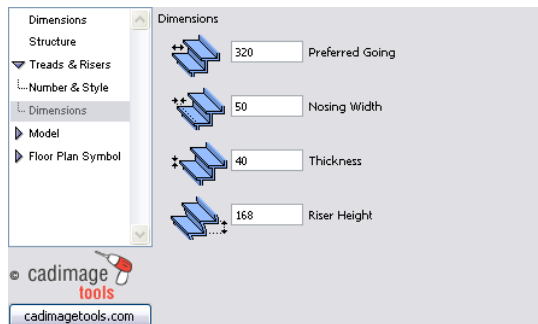 Dimensions
Structure
Treads & Risers
Number & Style
Dimensions
Model
Floor Plan Symbol
Dimensions
320 Preferred Going
50 Nosing Width
40 Thickness
168 Riser Height
© cadimage
tools
cadimagetools.com